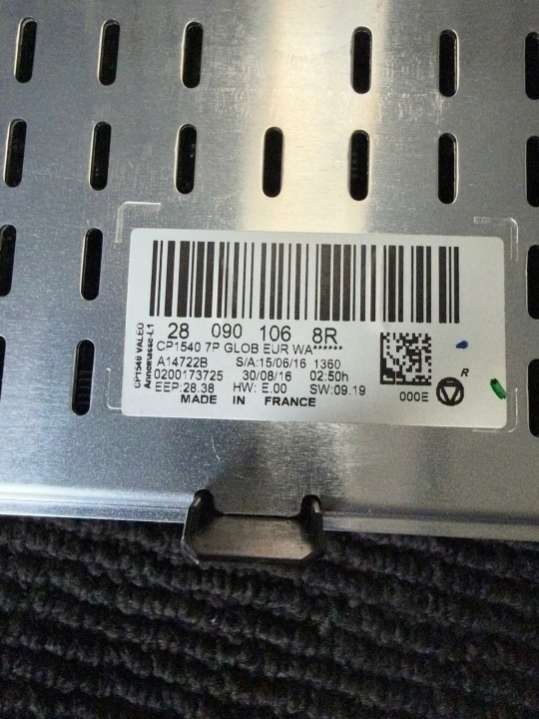 28 090 106 8R
CP1540 7P GLOB EUR WA******
A14722B S/A:15/06/16 1360
0200173725 30/08/16 02:50h
EEP:28.38 HW: E.00 SW:09.19
MADE IN FRANCE
000E
R
CP1540 VALEO
Annemasse-L1